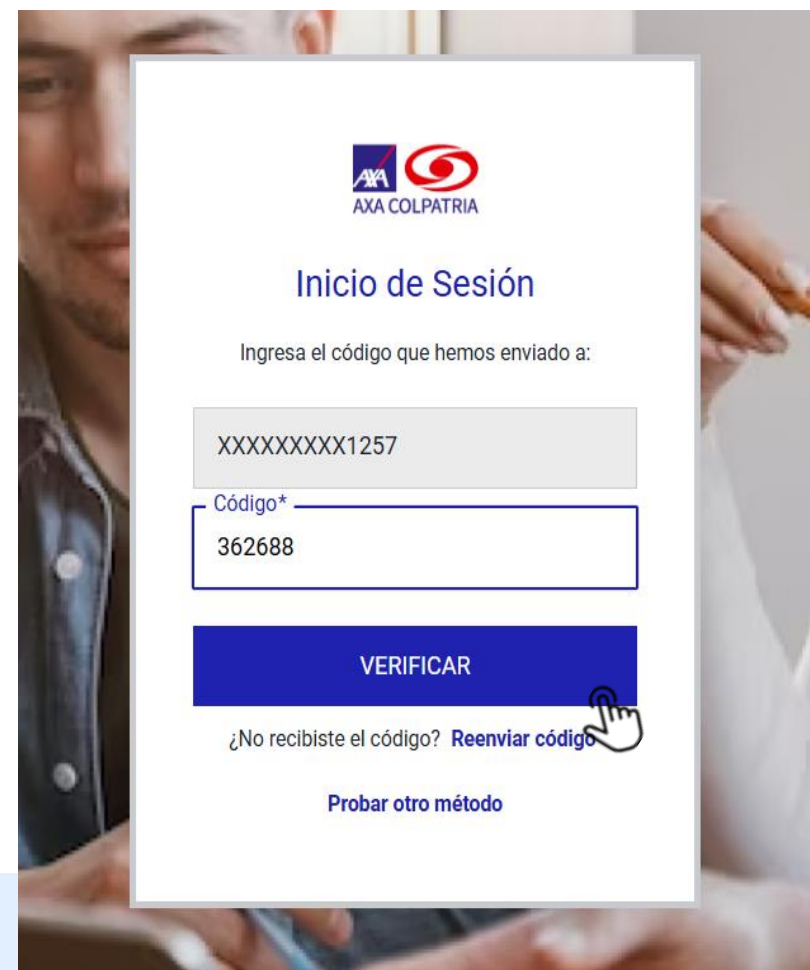 AXA
AXA COLPATRIA
Inicio de Sesión
Ingresa el código que hemos enviado a:
XXXXXXXXX1257
Código*
362688
VERIFICAR
¿No recibiste el código? Reenviar código
Probar otro método